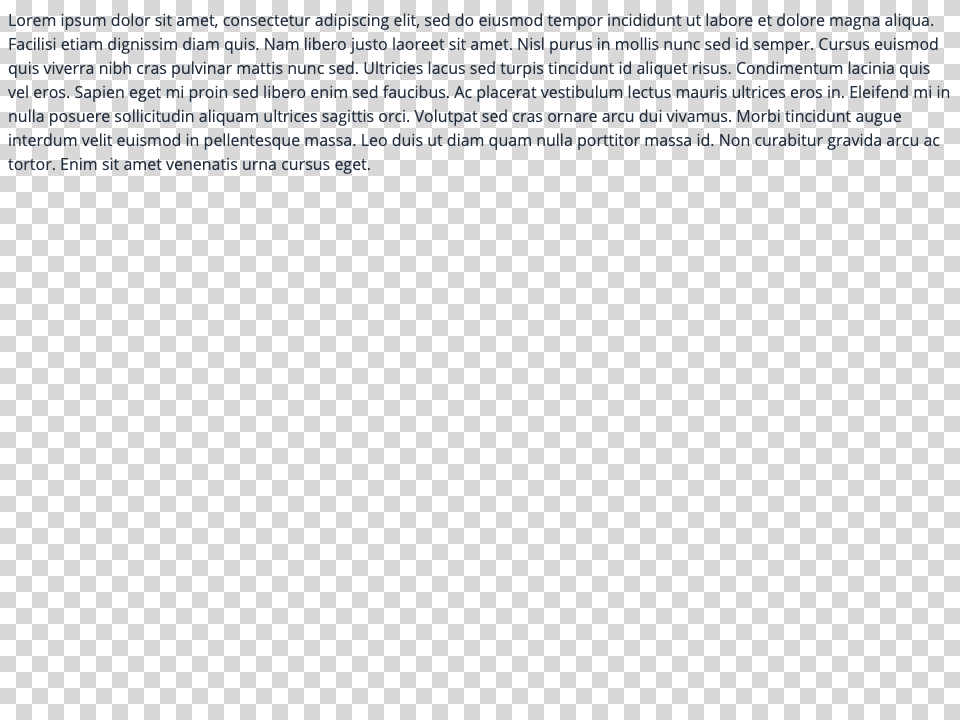 Lorem ipsum dolor sit amet, consectetur adipiscing elit, sed do eiusmod tempor incididunt ut labore et dolore magna aliqua.
Facilisi etiam dignissim diam quis. Nam libero justo laoreet sit amet. Nisl purus in mollis nunc sed id semper. Cursus euismod
quis viverra nibh cras pulvinar mattis nunc sed. Ultricies lacus sed turpis tincidunt id aliquet risus. Condimentum lacinia quis
vel eros. Sapien eget mi proin sed libero enim sed faucibus. Ac placerat vestibulum lectus mauris ultrices eros in. Eleifend mi in
nulla posuere sollicitudin aliquam ultrices sagittis orci. Volutpat sed cras ornare arcu dui vivamus. Morbi tincidunt augue
interdum velit euismod in pellentesque massa. Leo duis ut diam quam nulla porttitor massa id. Non curabitur gravida arcu ac
tortor. Enim sit amet venenatis urna cursus eget.